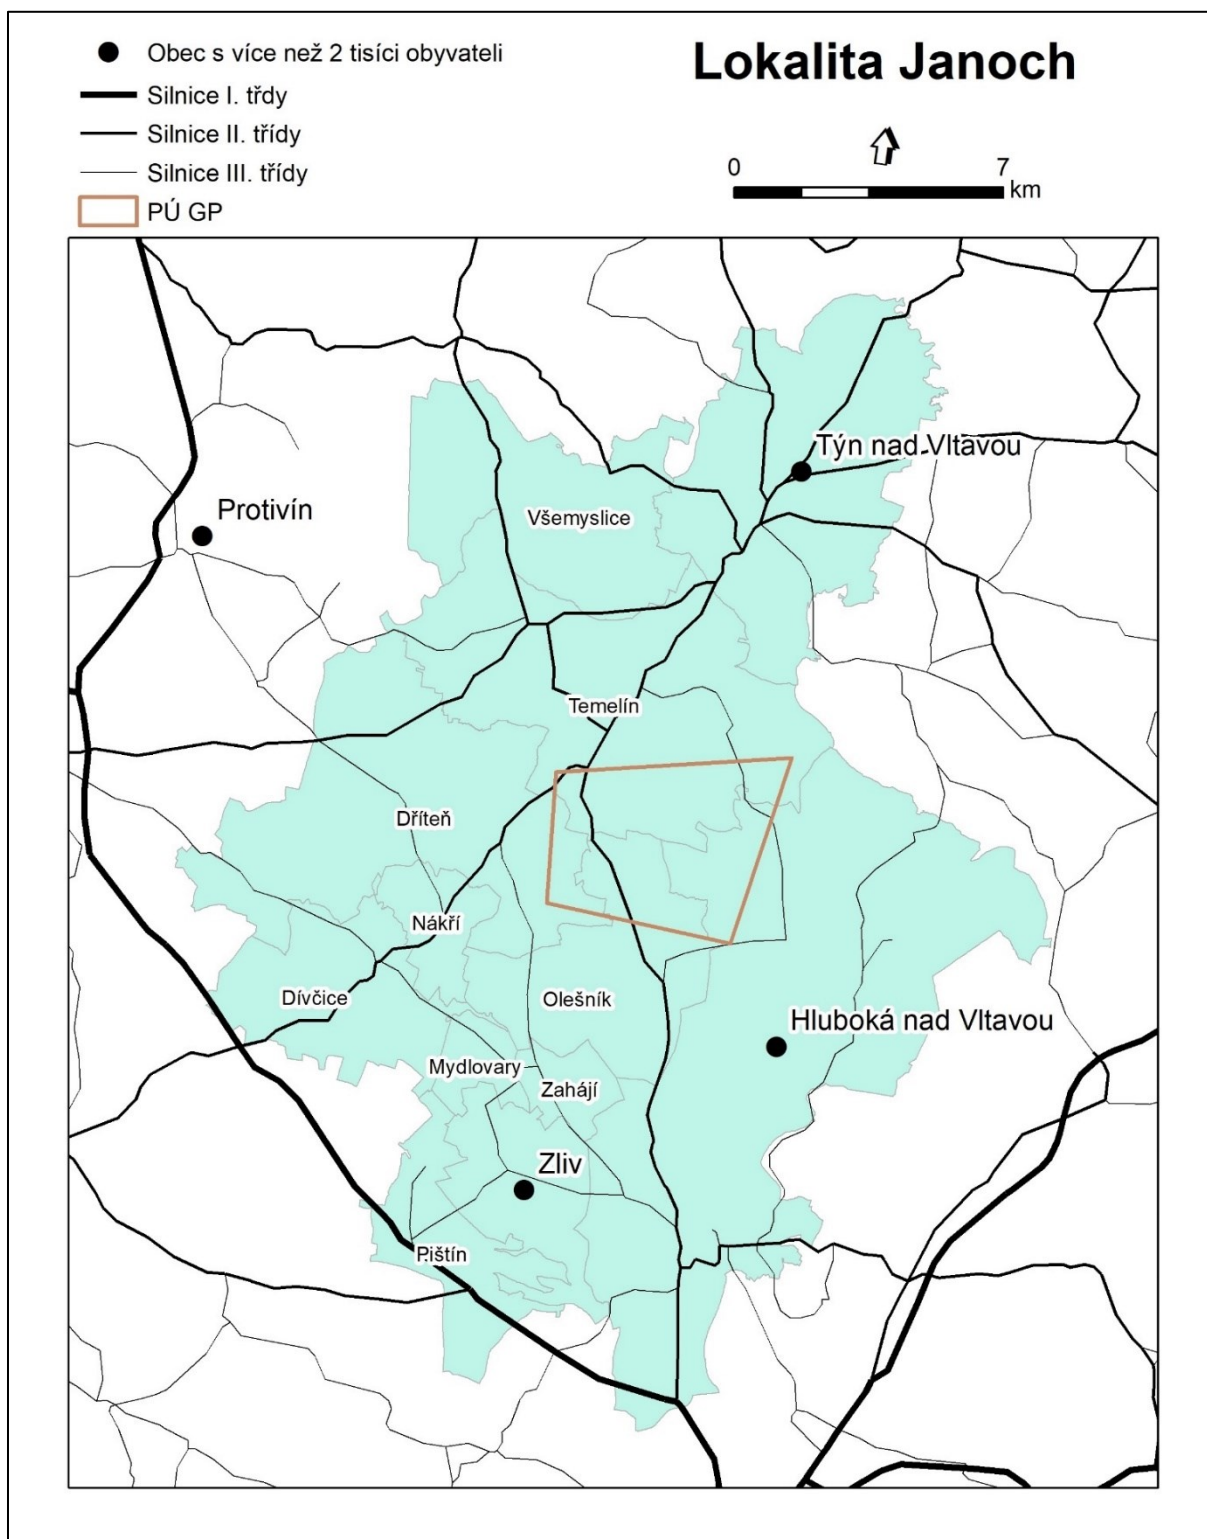 Obec s více než 2 tisíci obyvateli
Silnice I. třdy
Silnice II. třídy
Silnice III. třídy
PÚ GP
Lokalita Janoch
0 7
km
Týn nad Vltavou
Protivín
Všemyslice
Temelín
Dříteň
Nákří
Dívčice
Olešník
Hluboká nad Vltavou
Mydlovary
Zahájí
Zliv
Pištín